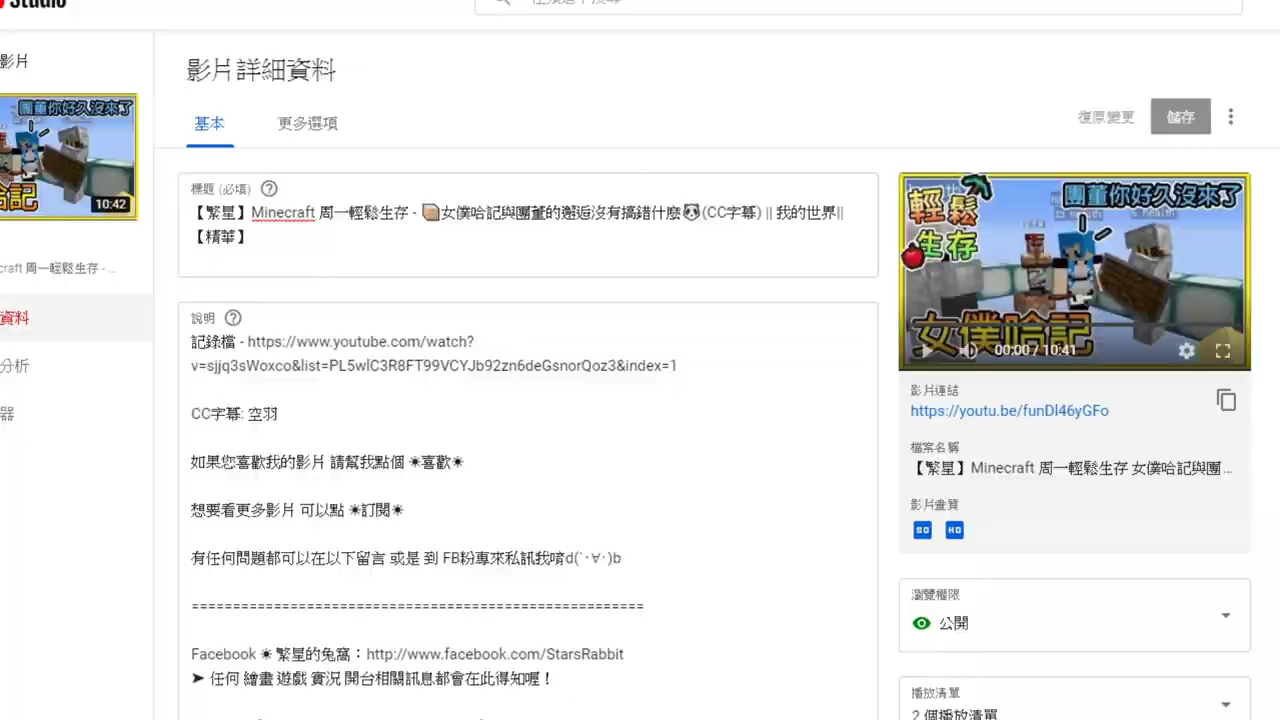 Studio
影片
影片詳細資料
基本
更多選項
復原變更
儲存
團董你好久沒來了
10:42
標題 (必填)
【繁星】Minecraft 周一輕鬆生存 - 女僕哈記與團董的邂逅沒有搞錯什麼(CC字幕) || 我的世界||
【精華】
craft 周一輕鬆生存 - ...
資料
分析
器
說明
記錄檔 - https://www.youtube.com/watch?
v=sjjq3sWoxco&list=PL5wlC3R8FT99VCYJb92zn6deGsnorQoz3&index=1
CC字幕: 空羽
如果您喜歡我的影片 請幫我點個 ☀喜歡☀
想要看更多影片 可以點 ☀訂閱☀
有任何問題都可以在以下留言 或是 到 FB粉專來私訊我唷d(`･∀･)b
=======================================================
Facebook ☀ 繁星的兔窩：http://www.facebook.com/StarsRabbit
➤ 任何 繪畫 遊戲 實況 開台相關訊息都會在此得知喔！
輕鬆
生存
團董你好久沒來了
女僕哈記
00:00 / 10:41
影片連結
https://youtu.be/funDl46yGFo
檔案名稱
【繁星】Minecraft 周一輕鬆生存 女僕哈記與團...
影片畫質
SD HD
瀏覽權限
公開
播放清單
2 個播放清單